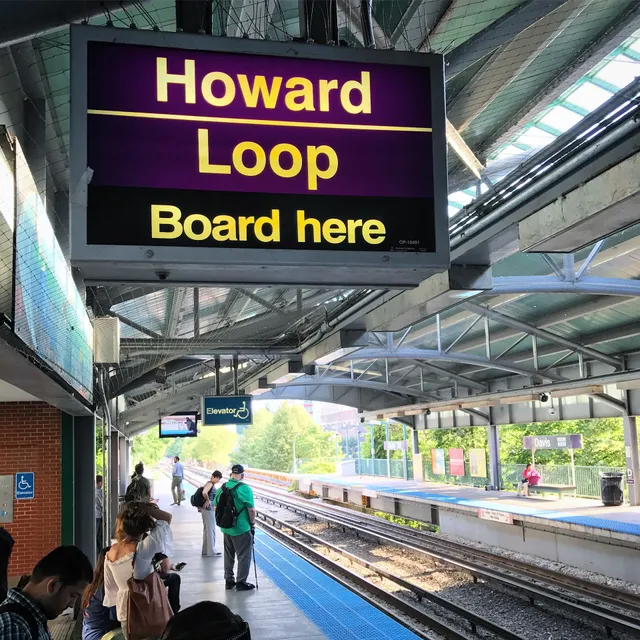 Howard
Loop
Board here
Elevator
Davis